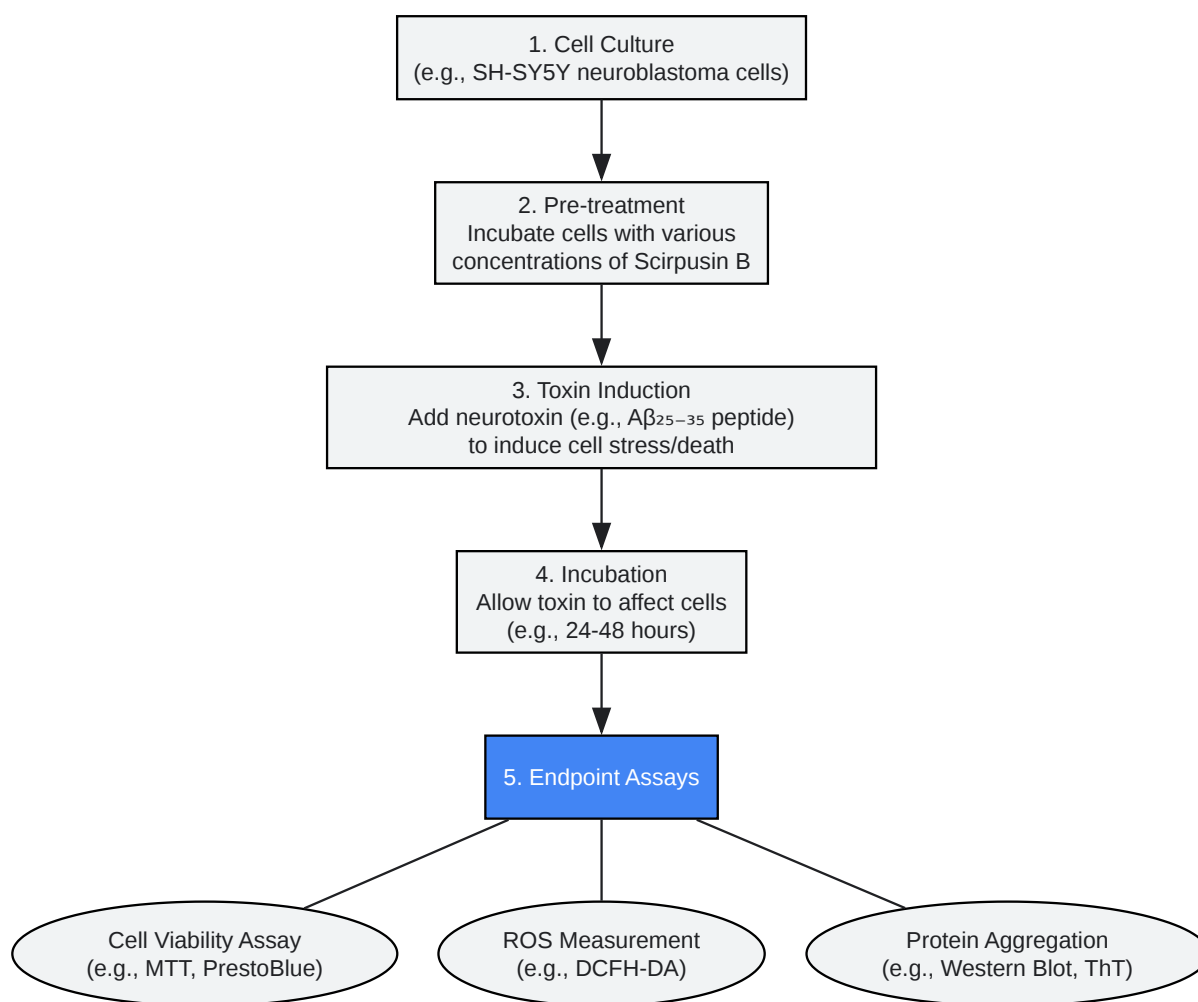 1. Cell Culture
(e.g., SH-SY5Y neuroblastoma cells)
2. Pre-treatment
Incubate cells with various
concentrations of Scirpusin B
3. Toxin Induction
Add neurotoxin (e.g., Aβ₂₅₋₃₅ peptide)
to induce cell stress/death
4. Incubation
Allow toxin to affect cells
(e.g., 24-48 hours)
5. Endpoint Assays
Cell Viability Assay
(e.g., MTT, PrestoBlue)
ROS Measurement
(e.g., DCFH-DA)
Protein Aggregation
(e.g., Western Blot, ThT)